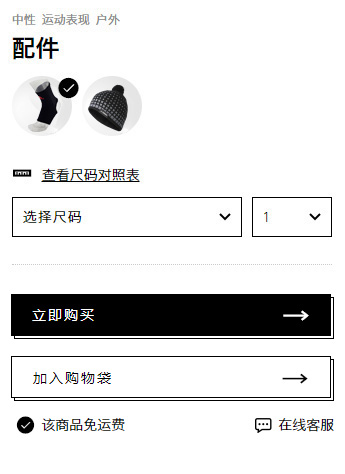 中性 运动表现 户外
配件
查看尺码对照表
选择尺码 1
立即购买
加入购物袋
该商品免运费 在线客服